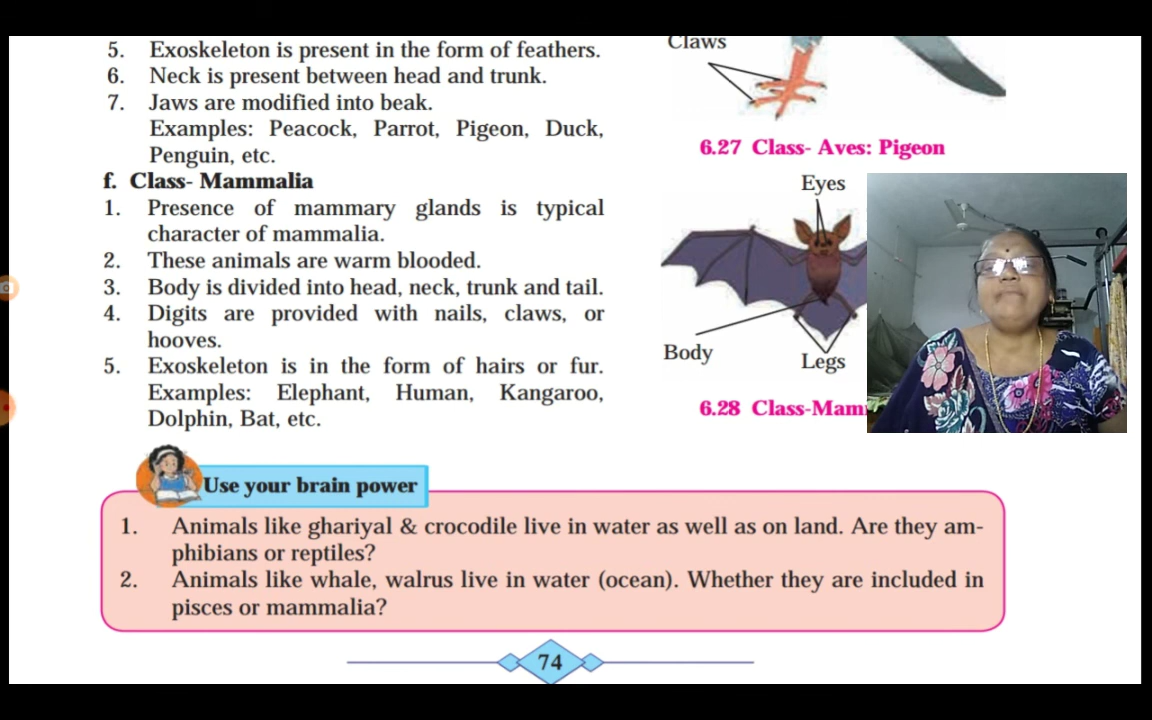 5. Exoskeleton is present in the form of feathers.
6. Neck is present between head and trunk.
7. Jaws are modified into beak.
Examples: Peacock, Parrot, Pigeon, Duck,
Penguin, etc.
f. Class- Mammalia
1. Presence of mammary glands is typical
character of mammalia.
2. These animals are warm blooded.
3. Body is divided into head, neck, trunk and tail.
4. Digits are provided with nails, claws, or
hooves.
5. Exoskeleton is in the form of hairs or fur.
Examples: Elephant, Human, Kangaroo,
Dolphin, Bat, etc.
Claws
6.27 Class- Aves: Pigeon
Eyes
Body
Legs
6.28 Class-Mam
Use your brain power
1. Animals like ghariyal & crocodile live in water as well as on land. Are they am-
phibians or reptiles?
2. Animals like whale, walrus live in water (ocean). Whether they are included in
pisces or mammalia?
74